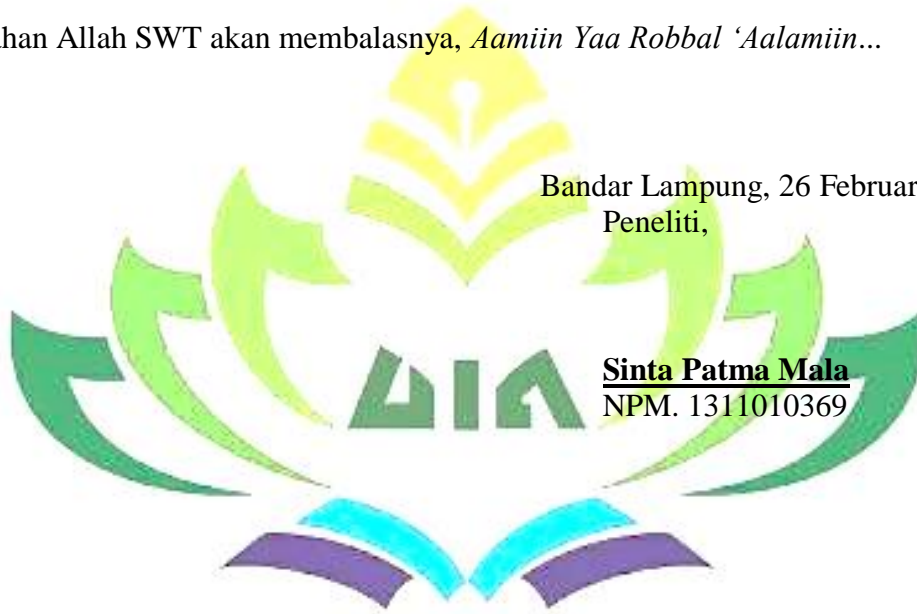 ahan Allah SWT akan membalasnya, Aamiin Yaa Robbal ‘Aalamiin...
Bandar Lampung, 26 Februar
Peneliti,
Sinta Patma Mala
NPM. 1311010369
UIN